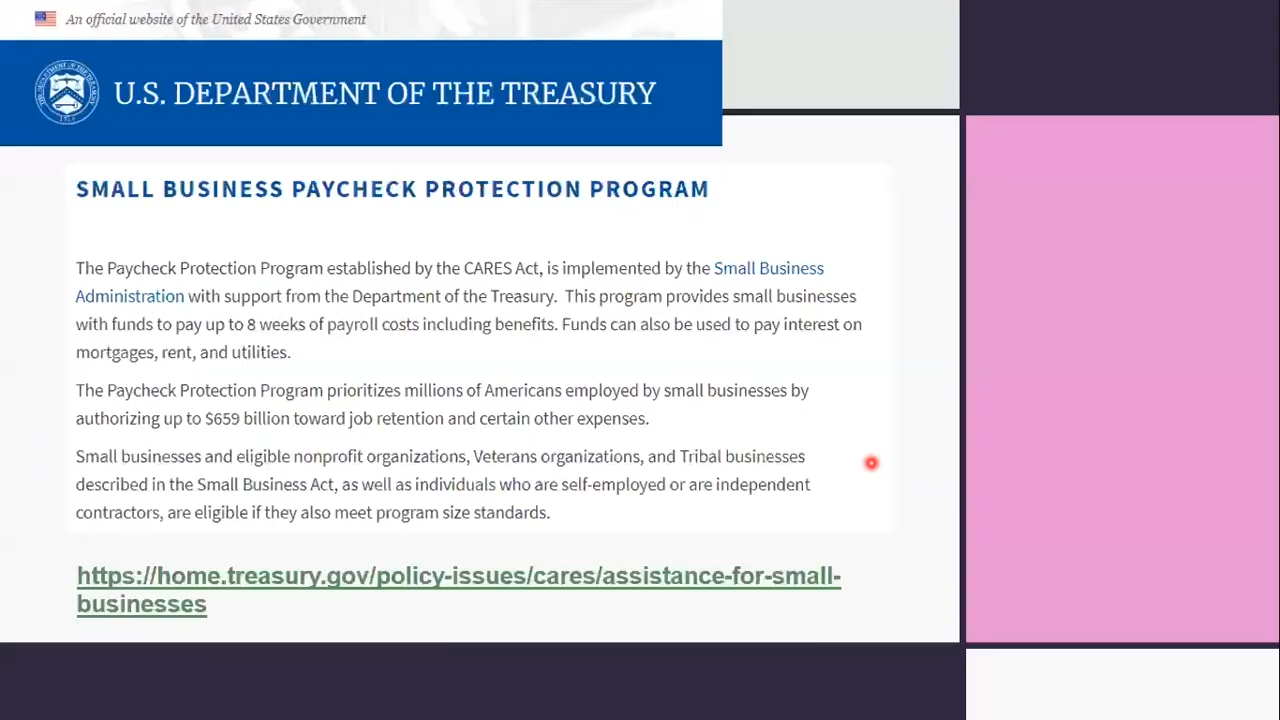 An official website of the United States Government
U.S. DEPARTMENT OF THE TREASURY
SMALL BUSINESS PAYCHECK PROTECTION PROGRAM
The Paycheck Protection Program established by the CARES Act, is implemented by the Small Business
Administration with support from the Department of the Treasury.  This program provides small businesses
with funds to pay up to 8 weeks of payroll costs including benefits. Funds can also be used to pay interest on
mortgages, rent, and utilities.
The Paycheck Protection Program prioritizes millions of Americans employed by small businesses by
authorizing up to $659 billion toward job retention and certain other expenses.
Small businesses and eligible nonprofit organizations, Veterans organizations, and Tribal businesses
described in the Small Business Act, as well as individuals who are self-employed or are independent
contractors, are eligible if they also meet program size standards.
https://home.treasury.gov/policy-issues/cares/assistance-for-small-
businesses